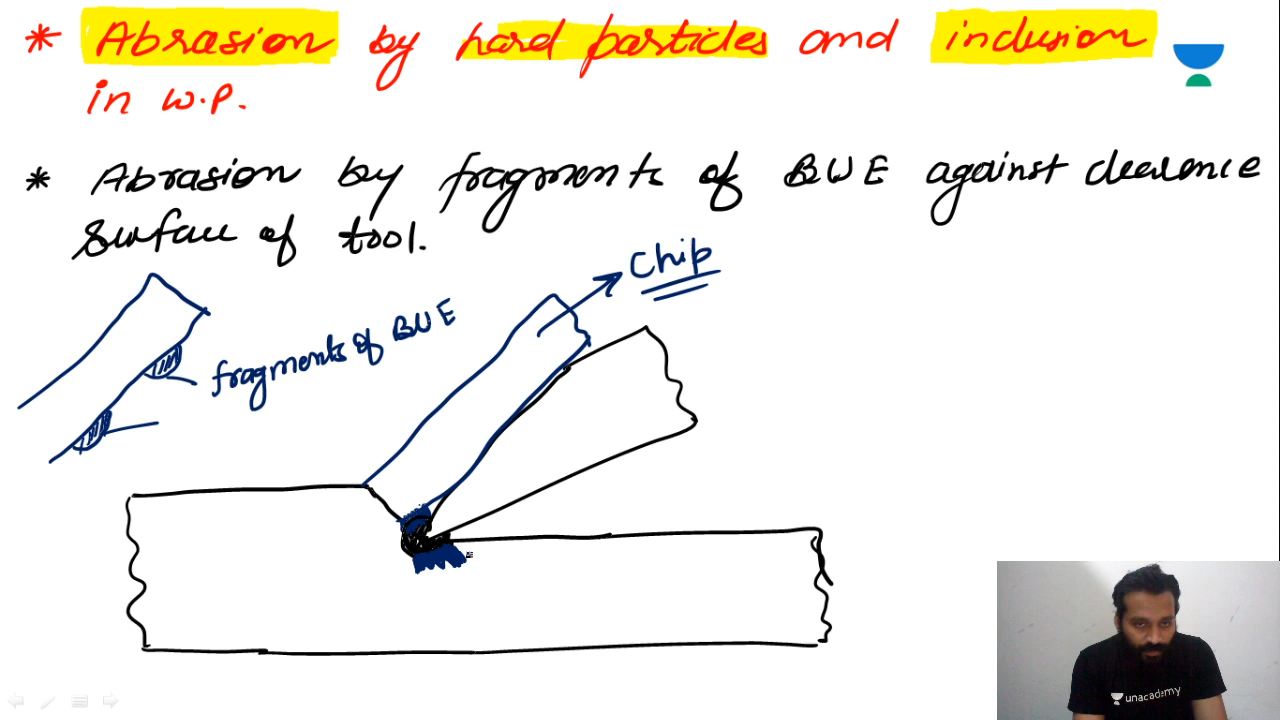 * Abrasion by hard particles and inclusion
in w.p.
* Abrasion by fragments of BUE against clearence
surface of tool.
Chip
fragments of BUE
unacademy